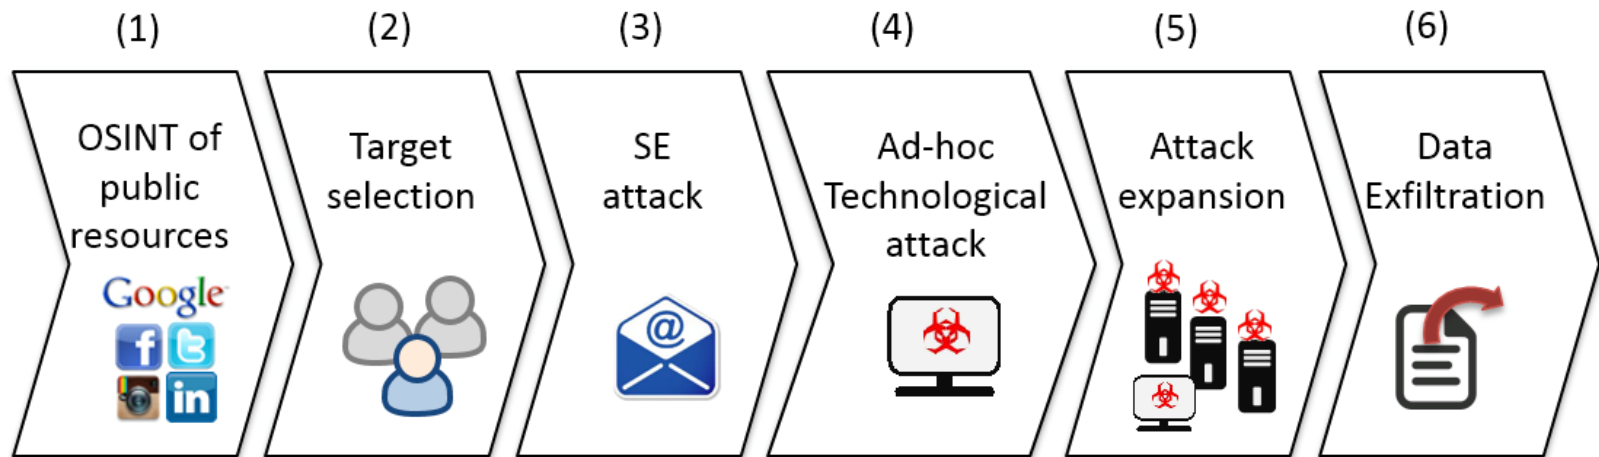 (1)
(2)
(3)
(4)
(5)
(6)
OSINT of
public
resources
Google
f
t
in
Target
selection
SE
attack
@
Ad-hoc
Technological
attack
Attack
expansion
Data
Exfiltration